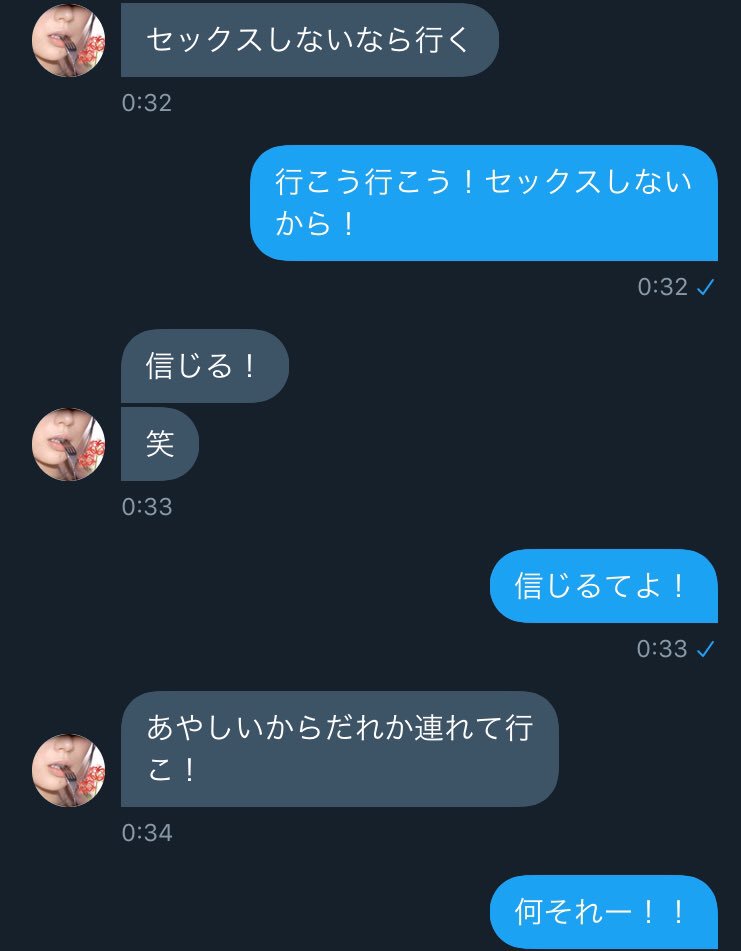 セックスしないなら行く
0:32
行こう行こう！セックスしない
から！
0:32 ✓
信じる！
笑
0:33
信じるてよ！
0:33 ✓
あやしいからだれか連れて行
こ！
0:34
何それー！！